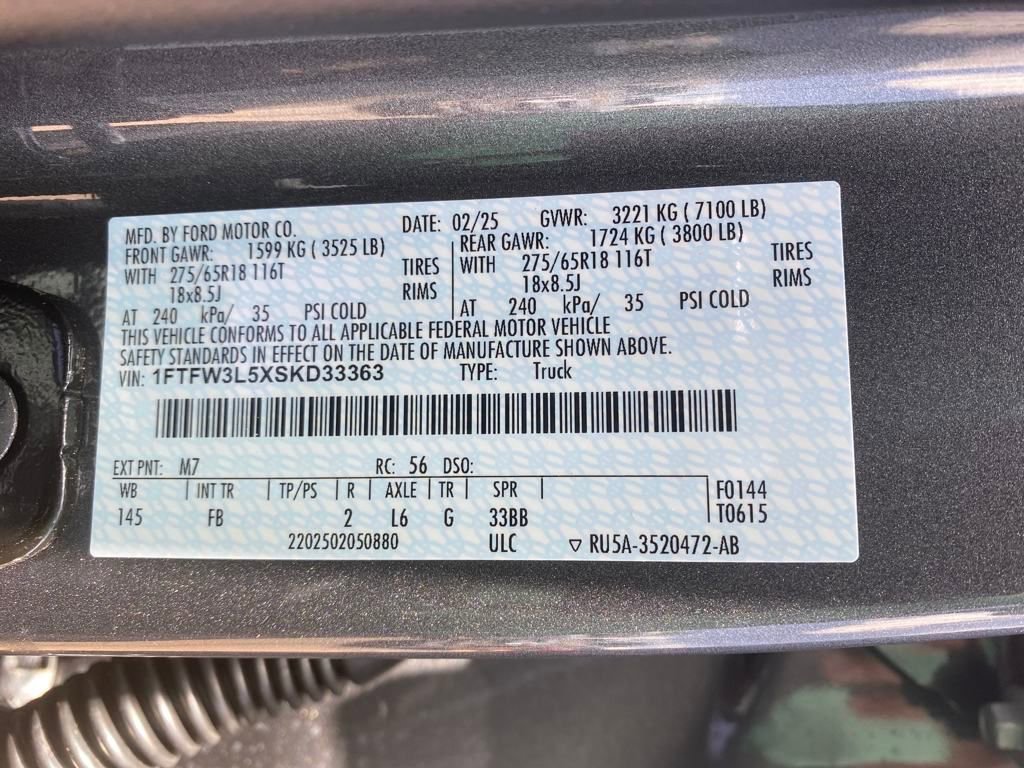 MFD. BY FORD MOTOR CO. DATE: 02/25 GVWR: 3221 KG ( 7100 LB)
FRONT GAWR: 1599 KG ( 3525 LB) REAR GAWR: 1724 KG ( 3800 LB)
WITH 275/65R18 116T TIRES WITH 275/65R18 116T TIRES
18x8.5J RIMS 18x8.5J RIMS
AT 240 kPa/ 35 PSI COLD AT 240 kPa/ 35 PSI COLD
THIS VEHICLE CONFORMS TO ALL APPLICABLE FEDERAL MOTOR VEHICLE
SAFETY STANDARDS IN EFFECT ON THE DATE OF MANUFACTURE SHOWN ABOVE.
VIN: 1FTFW3L5XSKD33363 TYPE: Truck
EXT PNT: M7 RC: 56 DSO:
WB | INT TR | TP/PS | R | AXLE | TR | SPR | F0144
145 FB 2 L6 G 33BB T0615
2202502050880 ULC ▽ RU5A-3520472-AB